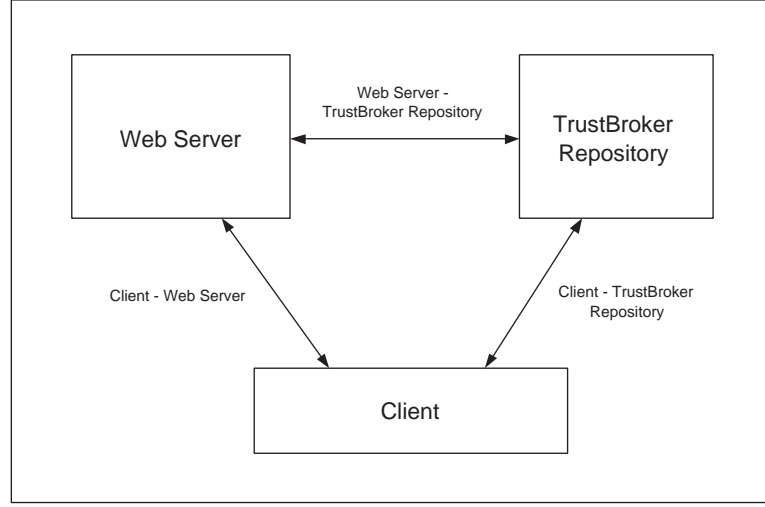 Web Server -
TrustBroker Repository
Web Server
TrustBroker
Repository
Client - Web Server
Client - TrustBroker
Repository
Client